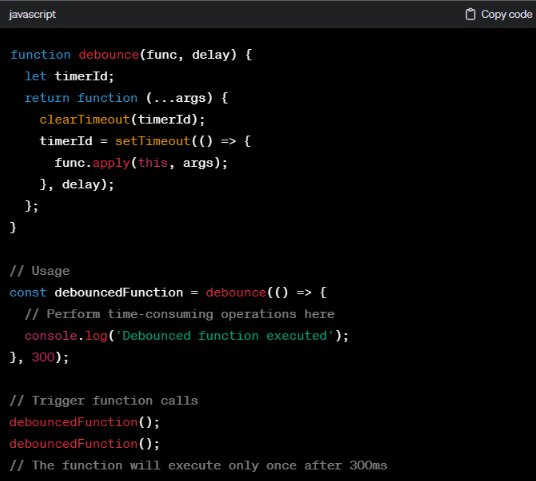 javascript
Copy code
function debounce(func, delay) {
  let timerId;
  return function (...args) {
    clearTimeout(timerId);
    timerId = setTimeout(() => {
      func.apply(this, args);
    }, delay);
  };
}

// Usage
const debouncedFunction = debounce(() => {
  // Perform time-consuming operations here
  console.log('Debounced function executed');
}, 300);

// Trigger function calls
debouncedFunction();
debouncedFunction();
// The function will execute only once after 300ms